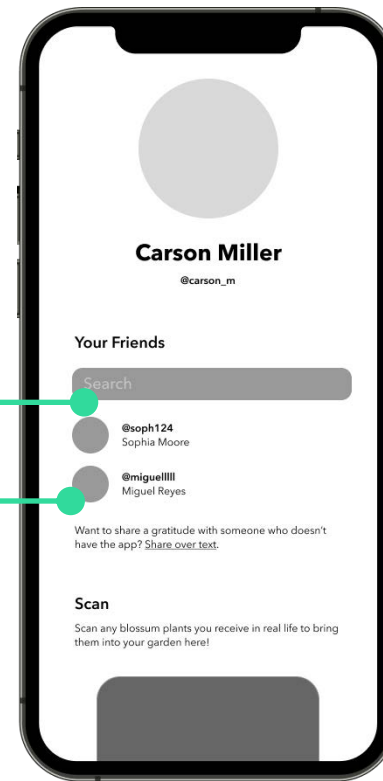 Carson Miller
@carson_m
Your Friends
Search
@soph124
Sophia Moore
@miguelllll
Miguel Reyes
Want to share a gratitude with someone who doesn't
have the app? Share over text.
Scan
Scan any blossum plants you receive in real life to bring
them into your garden here!